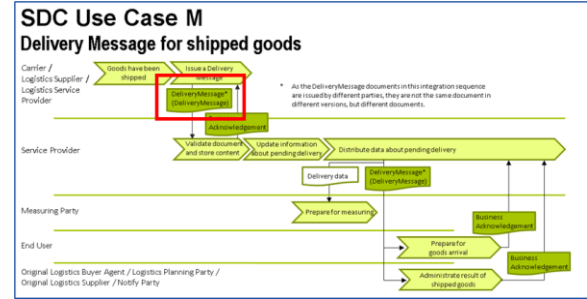 SDC Use Case M
Delivery Message for shipped goods
Carrier /
Logistics Supplier /
Logistics Service
Provider
Goods have been
shipped
Issue a Delivery
Message
DeliveryMessage*
(DeliveryMessage)
* As the DeliveryMessage documents in this integration sequence
are issued by different parties, they are not the same document in
different versions, but different documents.
Acknowledgement
Service Provider
Validate document
and store content
Update information
about pending delivery
Distribute data about pending delivery
Delivery data
DeliveryMessage*
(DeliveryMessage)
Measuring Party
Prepare for measuring
Business
Acknowledgement
End User
Prepare for
goods arrival
Business
Acknowledgement
Original Logistics Buyer Agent / Logistics Planning Party /
Original Logistics Supplier / Notify Party
Administrate result of
shipped goods